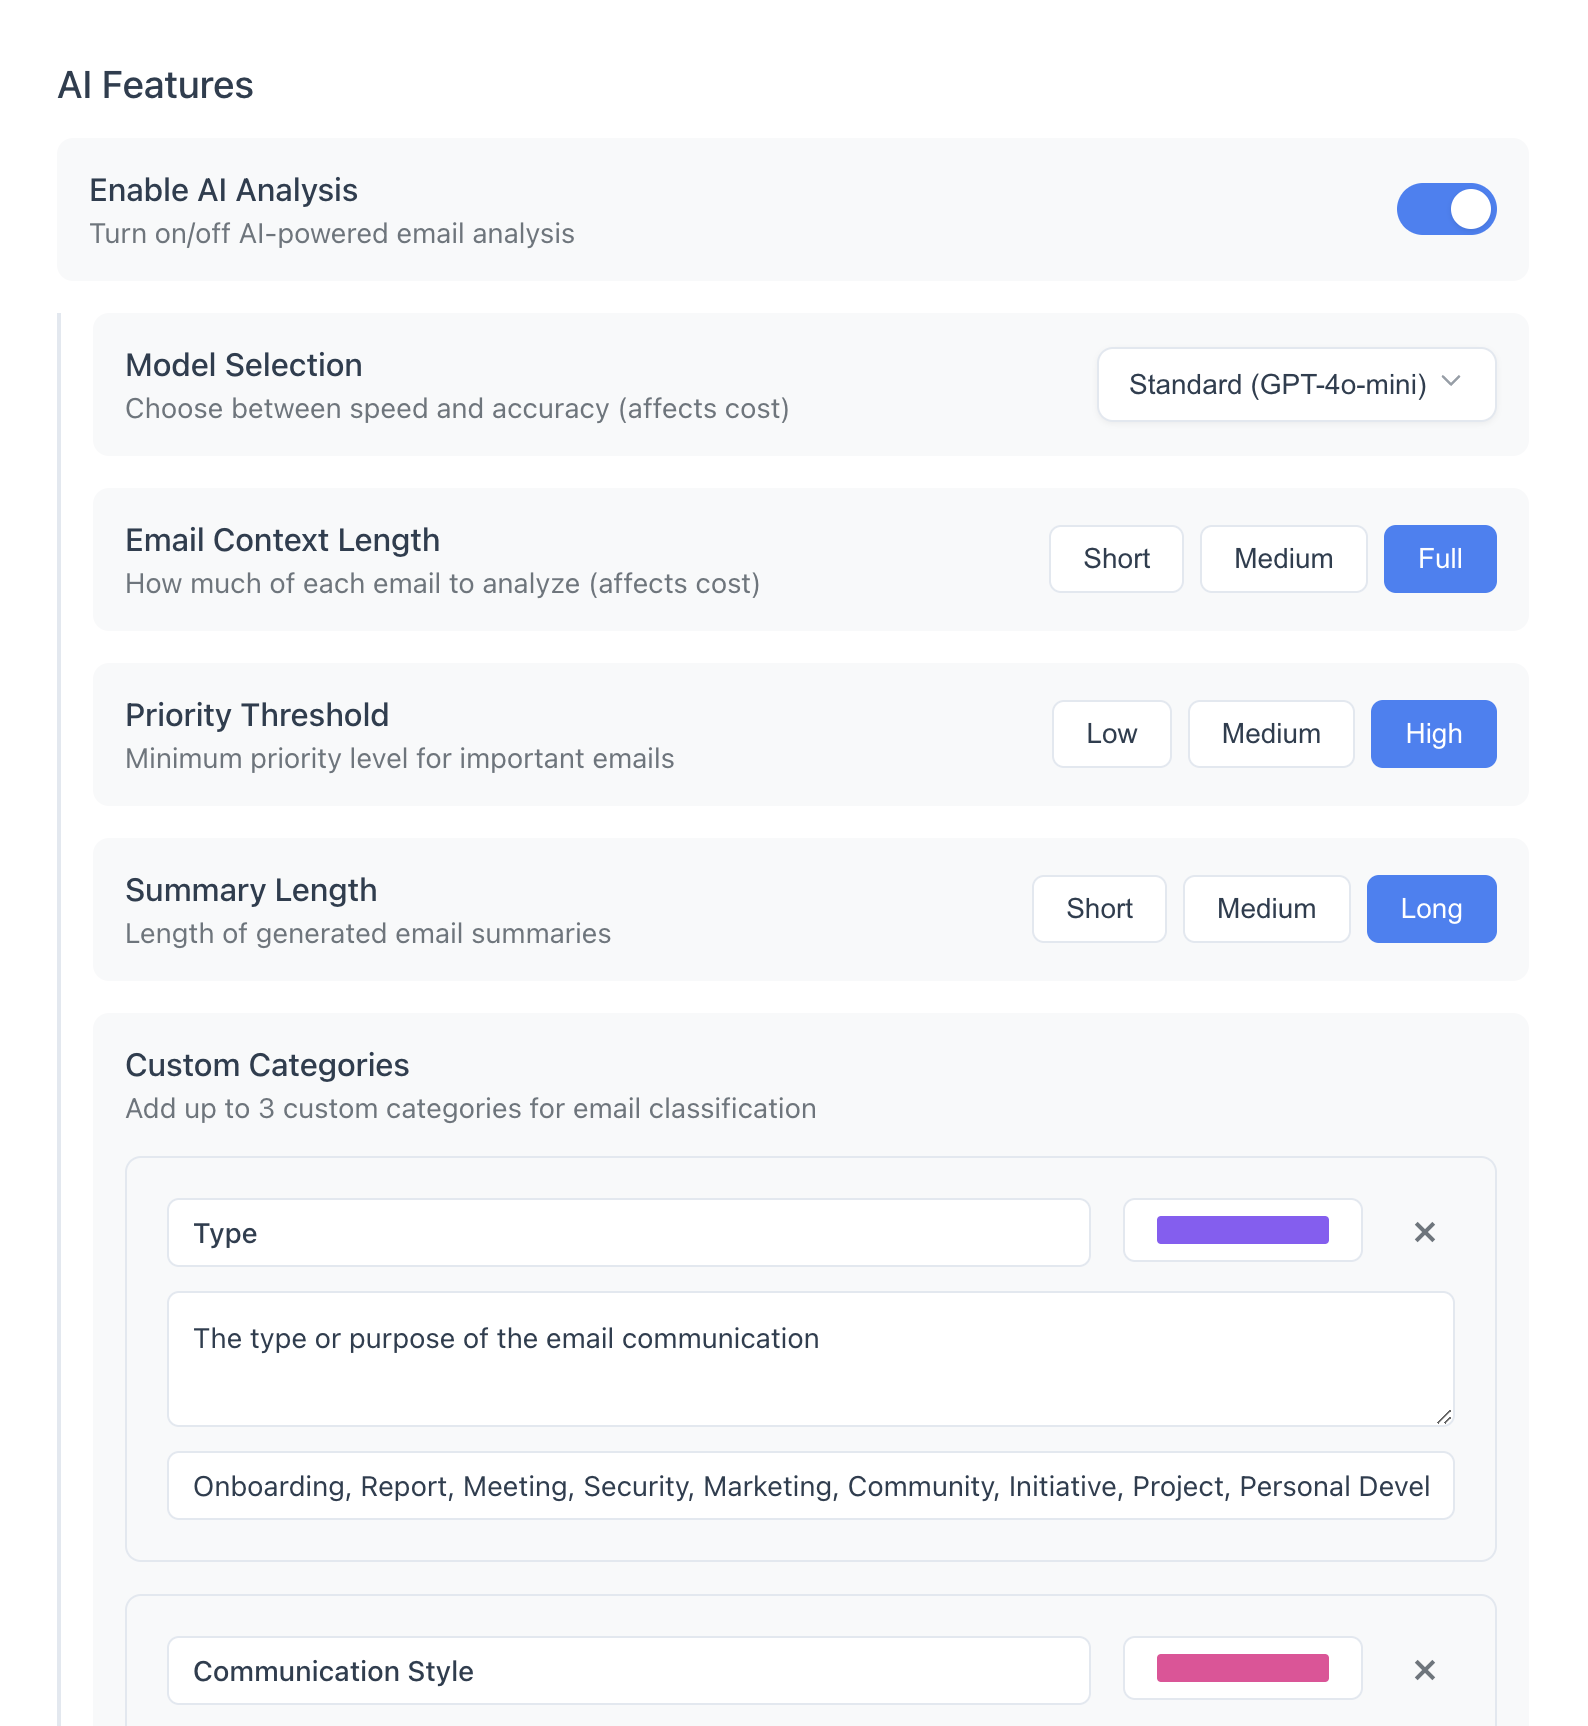 AI Features
Enable AI Analysis
Turn on/off AI-powered email analysis
Model Selection
Choose between speed and accuracy (affects cost)
Standard (GPT-4o-mini)
Email Context Length
How much of each email to analyze (affects cost)
Short Medium Full
Priority Threshold
Minimum priority level for important emails
Low Medium High
Summary Length
Length of generated email summaries
Short Medium Long
Custom Categories
Add up to 3 custom categories for email classification
Type
The type or purpose of the email communication
Onboarding, Report, Meeting, Security, Marketing, Community, Initiative, Project, Personal Devel
Communication Style